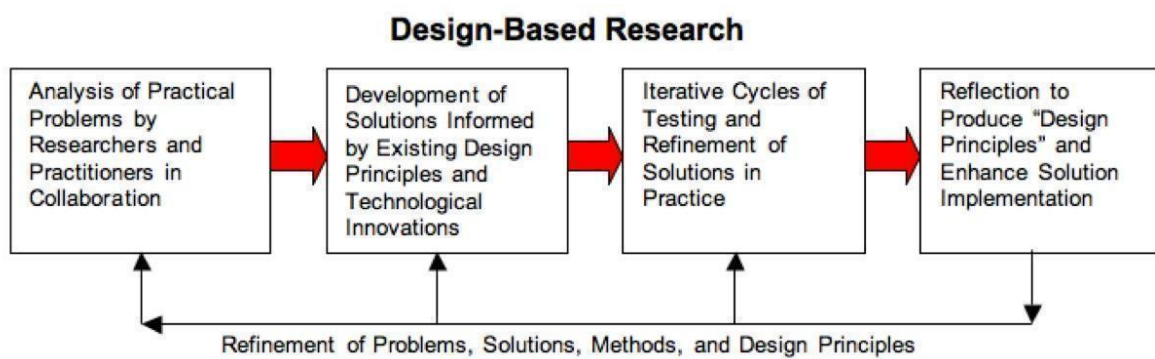 Design-Based Research
Analysis of Practical
Problems by
Researchers and
Practitioners in
Collaboration
Development of
Solutions Informed
by Existing Design
Principles and
Technological
Innovations
Iterative Cycles of
Testing and
Refinement of
Solutions in
Practice
Reflection to
Produce “Design
Principles” and
Enhance Solution
Implementation
Refinement of Problems, Solutions, Methods, and Design Principles